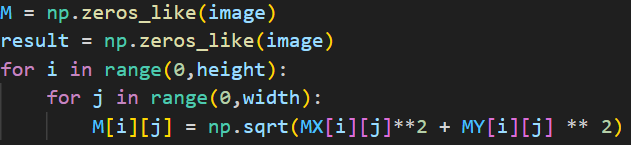 M = np.zeros_like(image)
result = np.zeros_like(image)
for i in range(0,height):
    for j in range(0,width):
        M[i][j] = np.sqrt(MX[i][j]**2 + MY[i][j] ** 2)